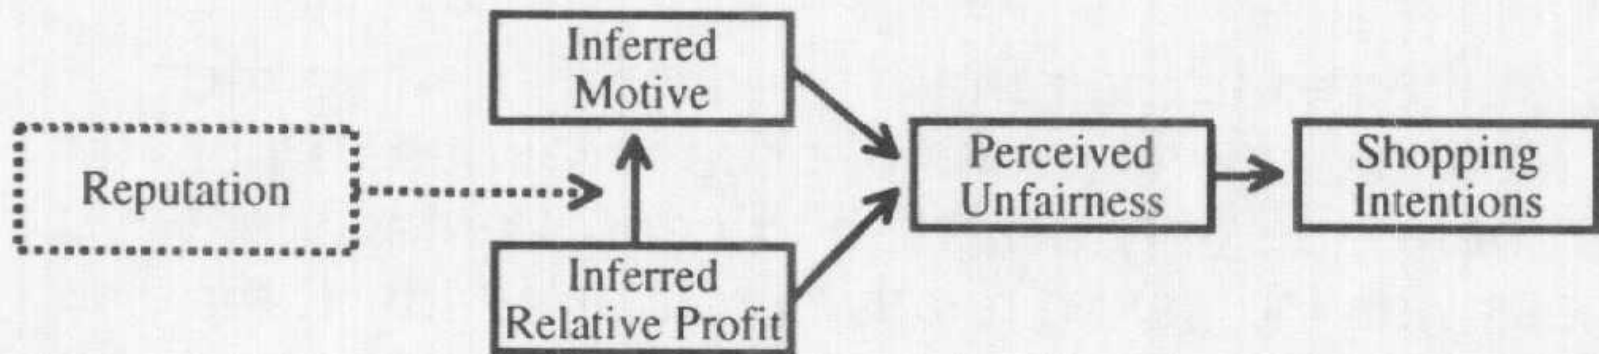 Inferred
Motive
Reputation
Perceived
Unfairness
Shopping
Intentions
Inferred
Relative Profit